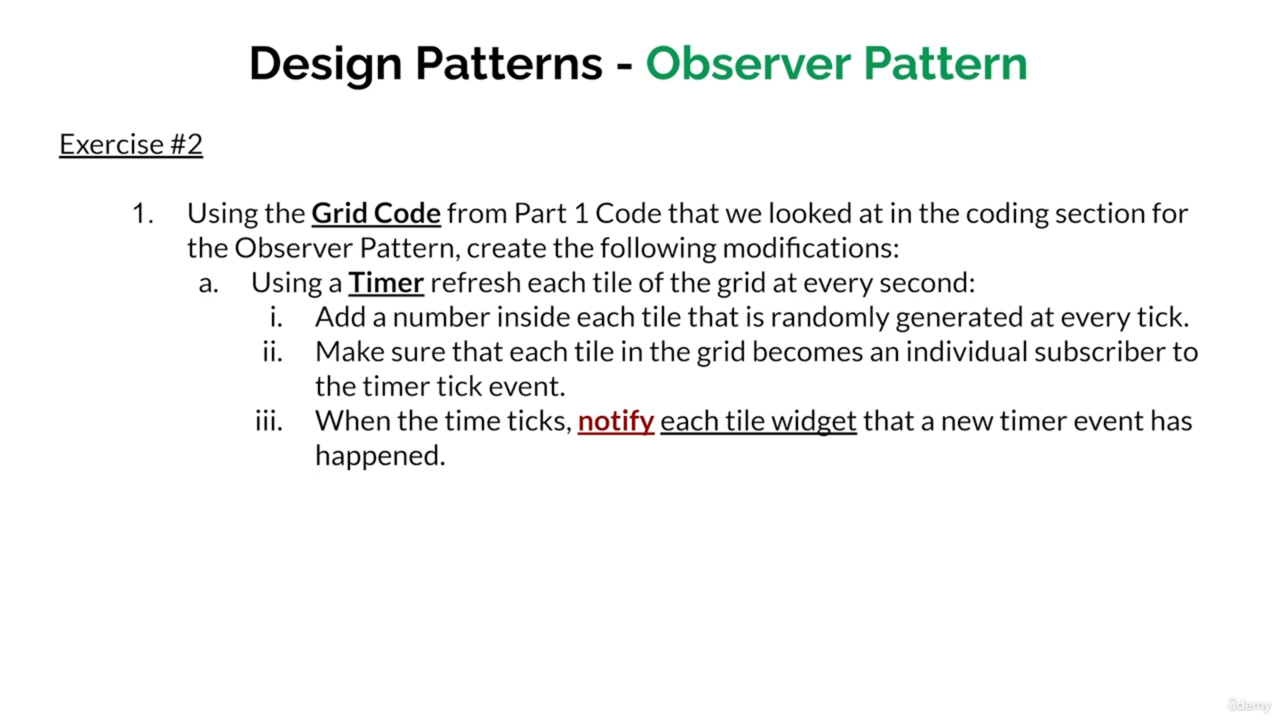 Design Patterns - Observer Pattern
Exercise #2
1. Using the Grid Code from Part 1 Code that we looked at in the coding section for
the Observer Pattern, create the following modifications:
a. Using a Timer refresh each tile of the grid at every second:
i. Add a number inside each tile that is randomly generated at every tick.
ii. Make sure that each tile in the grid becomes an individual subscriber to
the timer tick event.
iii. When the time ticks, notify each tile widget that a new timer event has
happened.
ûdemy